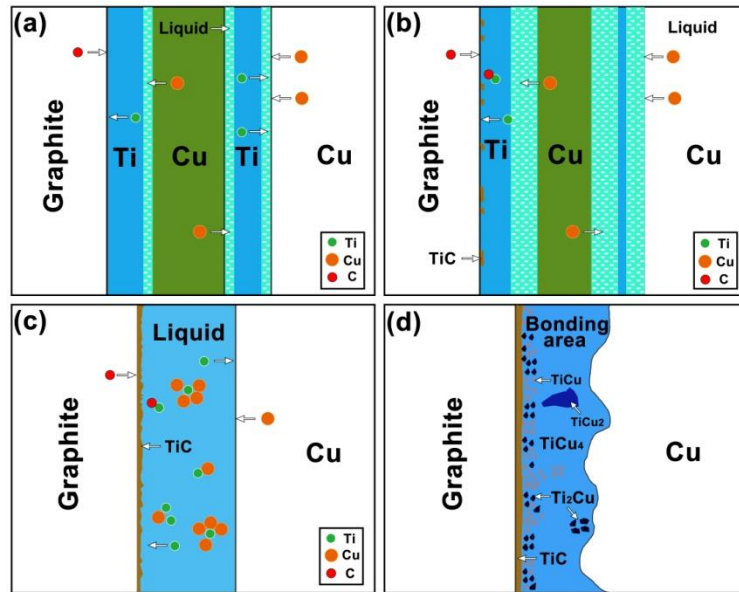 (a)
Liquid
Graphite
Ti
Cu
Ti
Cu
Ti
Cu
C
(b)
Liquid
Graphite
Ti
Cu
Cu
TiC
Ti
Cu
C
(c)
Liquid
Graphite
TiC
Cu
Ti
Cu
C
(d)
Bonding
area
TiCu
TiCu₂
Graphite
TiCu₄
Cu
Ti₂Cu
TiC